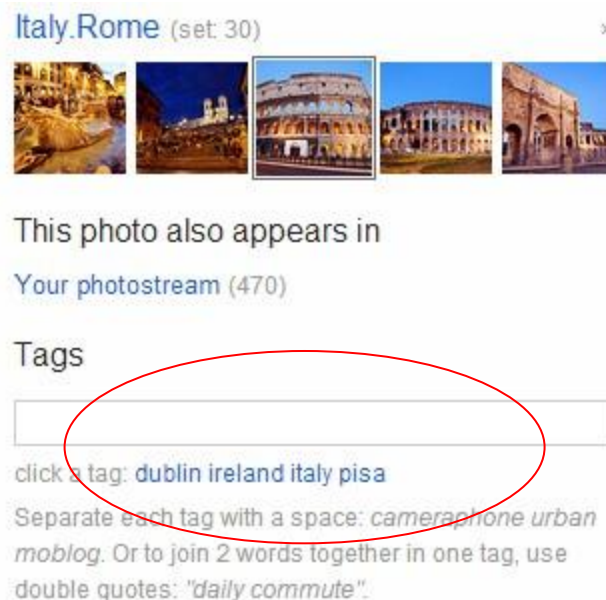 Italy.Rome (set: 30)
This photo also appears in
Your photostream (470)
Tags
click a tag: dublin ireland italy pisa
Separate each tag with a space: cameraphone urban
moblog. Or to join 2 words together in one tag, use
double quotes: "daily commute".